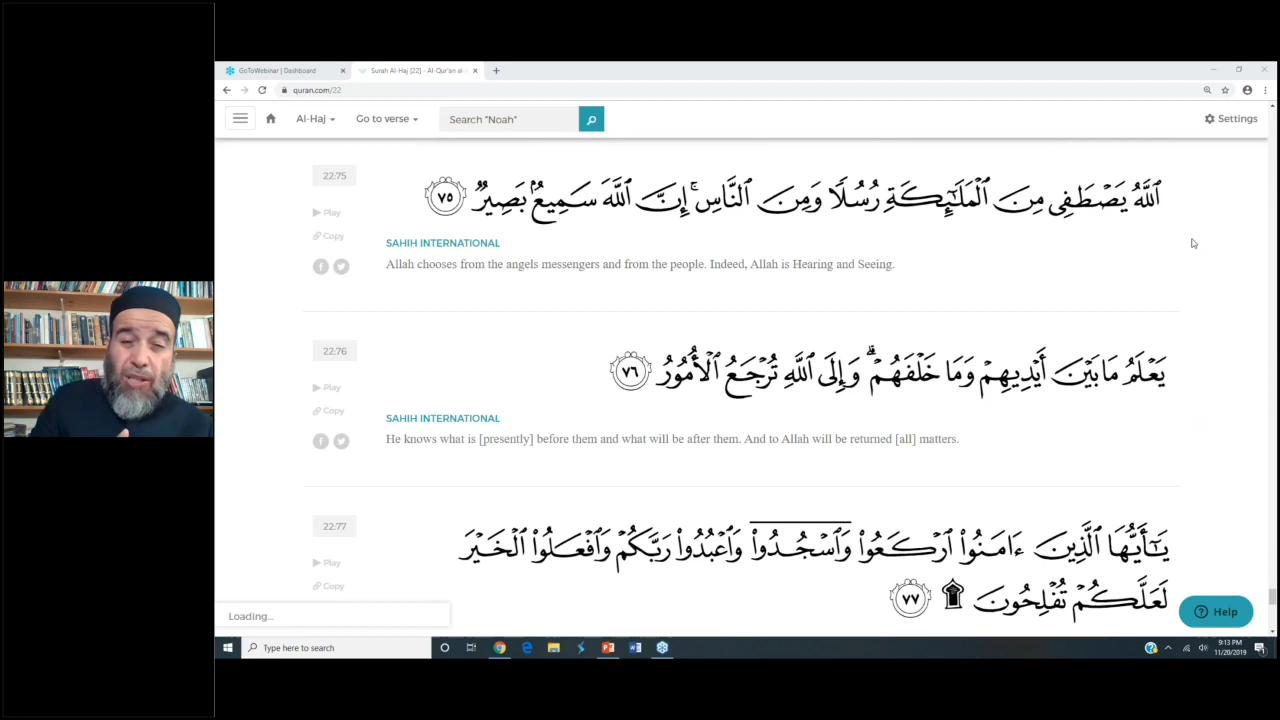 GoToWebinar | Dashboard
Surah Al-Haj [22] - Al-Qur'an al-
quran.com/22
Al-Haj
Go to verse
Search "Noah"
Settings
22:75
ٱللَّهُ يَصْطَفِى مِنَ ٱلْمَلَـٰٓئِكَةِ رُسُلًا وَمِنَ ٱلنَّاسِ ۚ إِنَّ ٱللَّهَ سَمِيعٌۢ بَصِيرٌ ٧٥
Play
Copy
SAHIH INTERNATIONAL
Allah chooses from the angels messengers and from the people. Indeed, Allah is Hearing and Seeing.
22:76
يَعْلَمُ مَا بَيْنَ أَيْدِيهِمْ وَمَا خَلْفَهُمْ ۗ وَإِلَى ٱللَّهِ تُرْجَعُ ٱلْأُمُورُ ٧٦
Play
Copy
SAHIH INTERNATIONAL
He knows what is [presently] before them and what will be after them. And to Allah will be returned [all] matters.
22:77
يَـٰٓأَيُّهَا ٱلَّذِينَ ءَامَنُوا۟ ٱرْكَعُوا۟ وَٱسْجُدُوا۟ وَٱعْبُدُوا۟ رَبَّكُمْ وَٱفْعَلُوا۟ ٱلْخَيْرَ
لَعَلَّكُمْ تُفْلِحُونَ ۩ ٧٧
Play
Copy
Loading...
Help
Type here to search
9:13 PM
11/20/2019